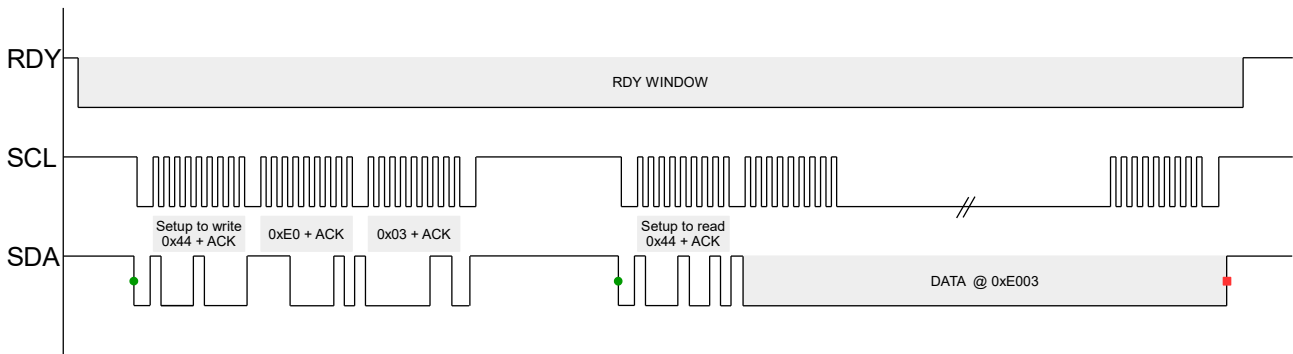 RDY
RDY WINDOW
SCL
Setup to write
0x44 + ACK
0xE0 + ACK
0x03 + ACK
Setup to read
0x44 + ACK
SDA
DATA @ 0xE003